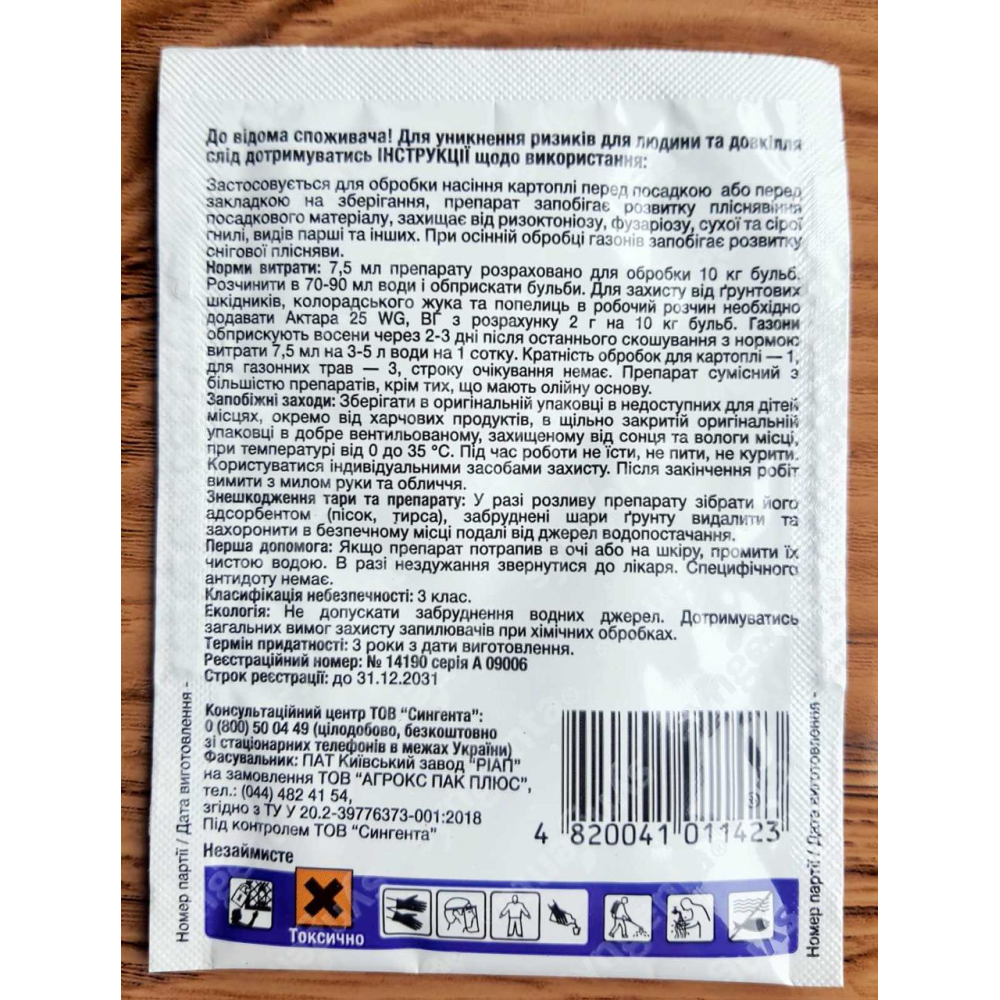 До відома споживача! Для уникнення ризиків для людини та довкілля
слід дотримуватись ІНСТРУКЦІЇ щодо використання:
Застосовується для обробки насіння картоплі перед посадкою або перед
закладкою на зберігання, препарат запобігає розвитку пліснявіння
посадкового матеріалу, захищає від ризоктоніозу, фузаріозу, сухої та сірої
гнилі, видів парші та інших. При осінній обробці газонів запобігає розвитку
снігової плісняви.
Норми витрати: 7,5 мл препарату розраховано для обробки 10 кг бульб.
Розчинити в 70-90 мл води і обприскати бульби. Для захисту від ґрунтових
шкідників, колорадського жука та попелиць в робочий розчин необхідно
додавати Актара 25 WG, ВГ з розрахунку 2 г на 10 кг бульб. Газони
обприскують восени через 2-3 дні після останнього скошування з нормою
витрати 7,5 мл на 3-5 л води на 1 сотку. Кратність обробок для картоплі — 1,
для газонних трав — 3, строку очікування немає. Препарат сумісний з
більшістю препаратів, крім тих, що мають олійну основу.
Запобіжні заходи: Зберігати в оригінальній упаковці в недоступних для дітей
місцях, окремо від харчових продуктів, в щільно закритій оригінальній
упаковці в добре вентильованому, захищеному від сонця та вологи місці,
при температурі від 0 до 35 °С. Під час роботи не їсти, не пити, не курити.
Користуватися індивідуальними засобами захисту. Після закінчення робіт
вимити з милом руки та обличчя.
Знешкодження тари та препарату: У разі розливу препарату зібрати його
адсорбентом (пісок, тирса), забруднені шари ґрунту видалити та
захоронити в безпечному місці подалі від джерел водопостачання.
Перша допомога: Якщо препарат потрапив в очі або на шкіру, промити їх
чистою водою. В разі нездужання звернутися до лікаря. Специфічного
антидоту немає.
Класифікація небезпечності: 3 клас.
Екологія: Не допускати забруднення водних джерел. Дотримуватись
загальних вимог захисту запилювачів при хімічних обробках.
Термін придатності: 3 роки з дати виготовлення.
Реєстраційний номер: № 14190 серія А 09006
Строк реєстрації: до 31.12.2031
Консультаційний центр ТОВ "Сингента":
0 (800) 50 04 49 (цілодобово, безкоштовно
зі стаціонарних телефонів в межах України)
Фасувальник: ПАТ Київський завод "РІАП"
на замовлення ТОВ "АГРОКС ПАК ПЛЮС",
тел.: (044) 482 41 54,
згідно з ТУ У 20.2-39776373-001:2018
Під контролем ТОВ "Сингента"
4 820041 011423
Незаймисте
Токсично
Номер партії / Дата виготовлення -
Номер партії / Дата виготовлення -